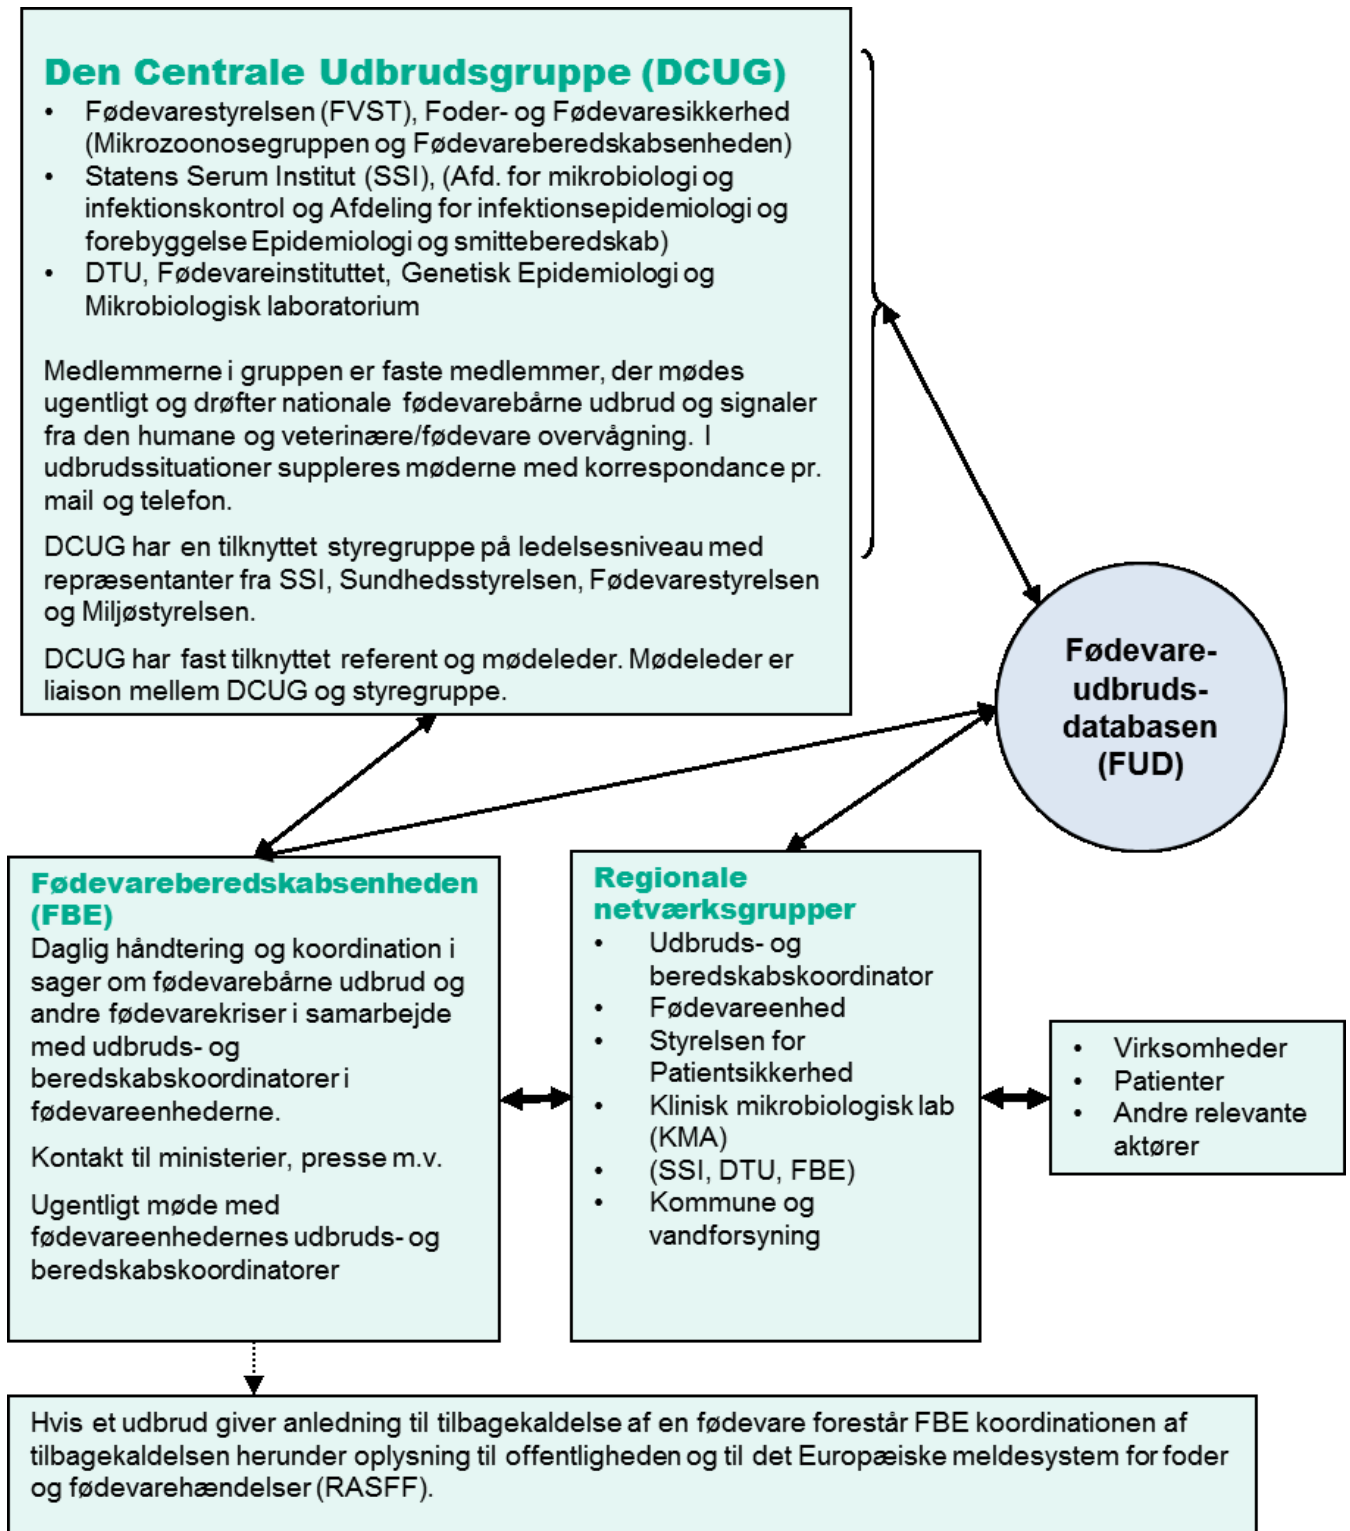 Den Centrale Udbrudsgruppe (DCUG)
• Fødevarestyrelsen (FVST), Foder- og Fødevaresikkerhed
(Mikrozoonosegruppen og Fødevareberedskabsenheden)
• Statens Serum Institut (SSI), (Afd. for mikrobiologi og
infektionskontrol og Afdeling for infektionsepidemiologi og
forebyggelse Epidemiologi og smitteberedskab)
• DTU, Fødevareinstituttet, Genetisk Epidemiologi og
Mikrobiologisk laboratorium
Medlemmerne i gruppen er faste medlemmer, der mødes
ugentligt og drøfter nationale fødevarebårne udbrud og signaler
fra den humane og veterinære/fødevare overvågning. I
udbrudssituationer suppleres møderne med korrespondance pr.
mail og telefon.
DCUG har en tilknyttet styregruppe på ledelsesniveau med
repræsentanter fra SSI, Sundhedsstyrelsen, Fødevarestyrelsen
og Miljøstyrelsen.
DCUG har fast tilknyttet referent og mødeleder. Mødeleder er
liaison mellem DCUG og styregruppe.
Fødevare-
udbruds-
databasen
(FUD)
Fødevareberedskabsenheden
(FBE)
Daglig håndtering og koordination i
sager om fødevarebårne udbrud og
andre fødevarekriser i samarbejde
med udbruds- og
beredskabskoordinatorer i
fødevareenhederne.
Kontakt til ministerier, presse m.v.
Ugentligt møde med
fødevareenhedernes udbruds- og
beredskabskoordinatorer
Regionale
netværksgrupper
• Udbruds- og
beredskabskoordinator
• Fødevareenhed
• Styrelsen for
Patientsikkerhed
• Klinisk mikrobiologisk lab
(KMA)
• (SSI, DTU, FBE)
• Kommune og
vandforsyning
• Virksomheder
• Patienter
• Andre relevante
aktører
Hvis et udbrud giver anledning til tilbagekaldelse af en fødevare forestår FBE koordinationen af
tilbagekaldelsen herunder oplysning til offentligheden og til det Europæiske meldesystem for foder
og fødevarehændelser (RASFF).